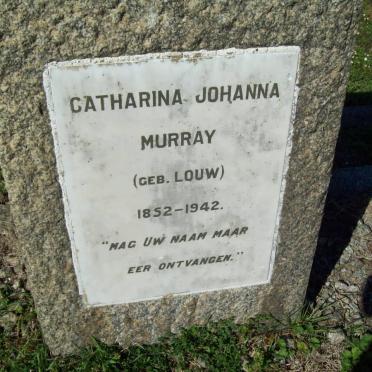 CATHARINA JOHANNA
MURRAY
(GEB. LOUW)
1852-1942.
"MAG UW NAAM MAAR
EER ONTVANGEN."